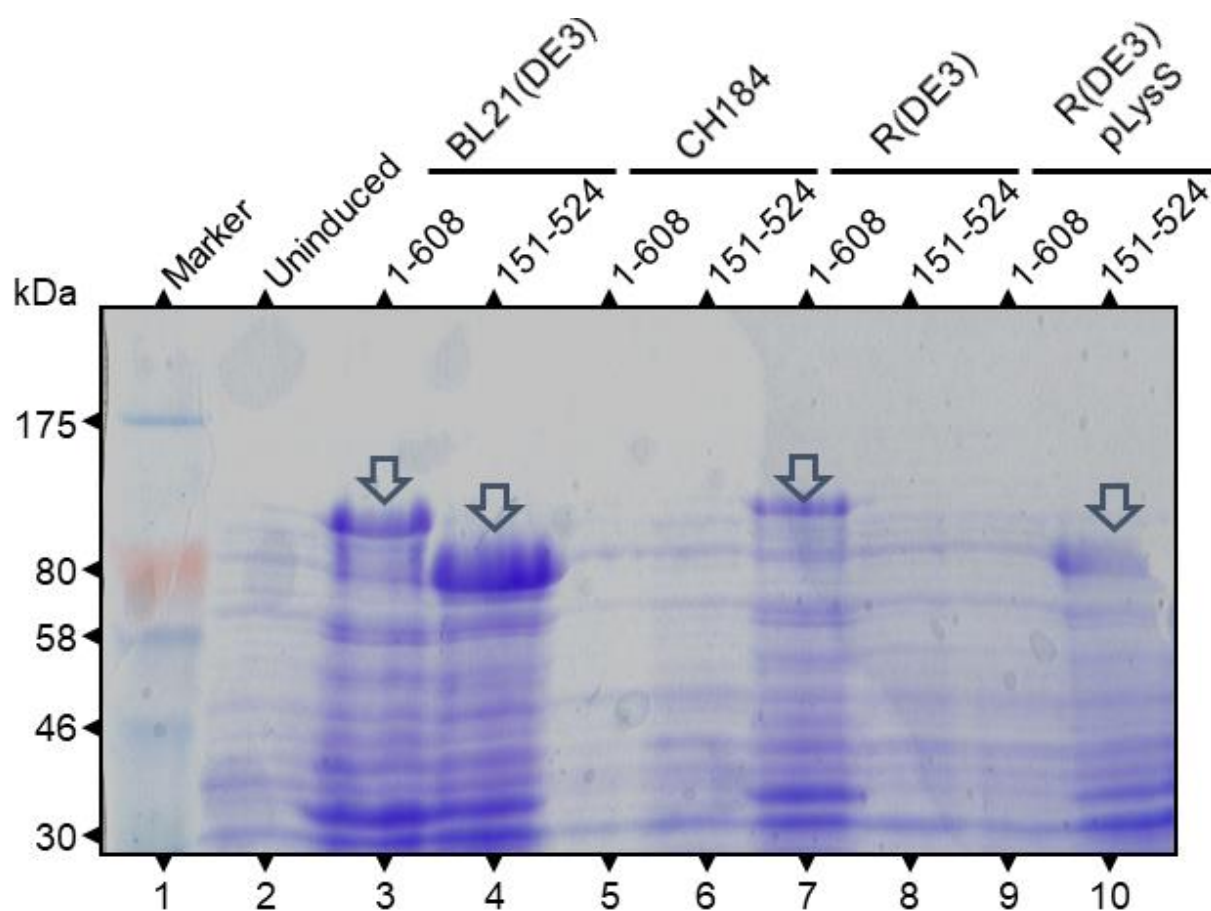 BL21(DE3)
CH184
R(DE3)
R(DE3)
pLysS
Marker
Uninduced
1-608
151-524
1-608
151-524
1-608
151-524
1-608
151-524
kDa
175
80
58
46
30
1 2 3 4 5 6 7 8 9 10